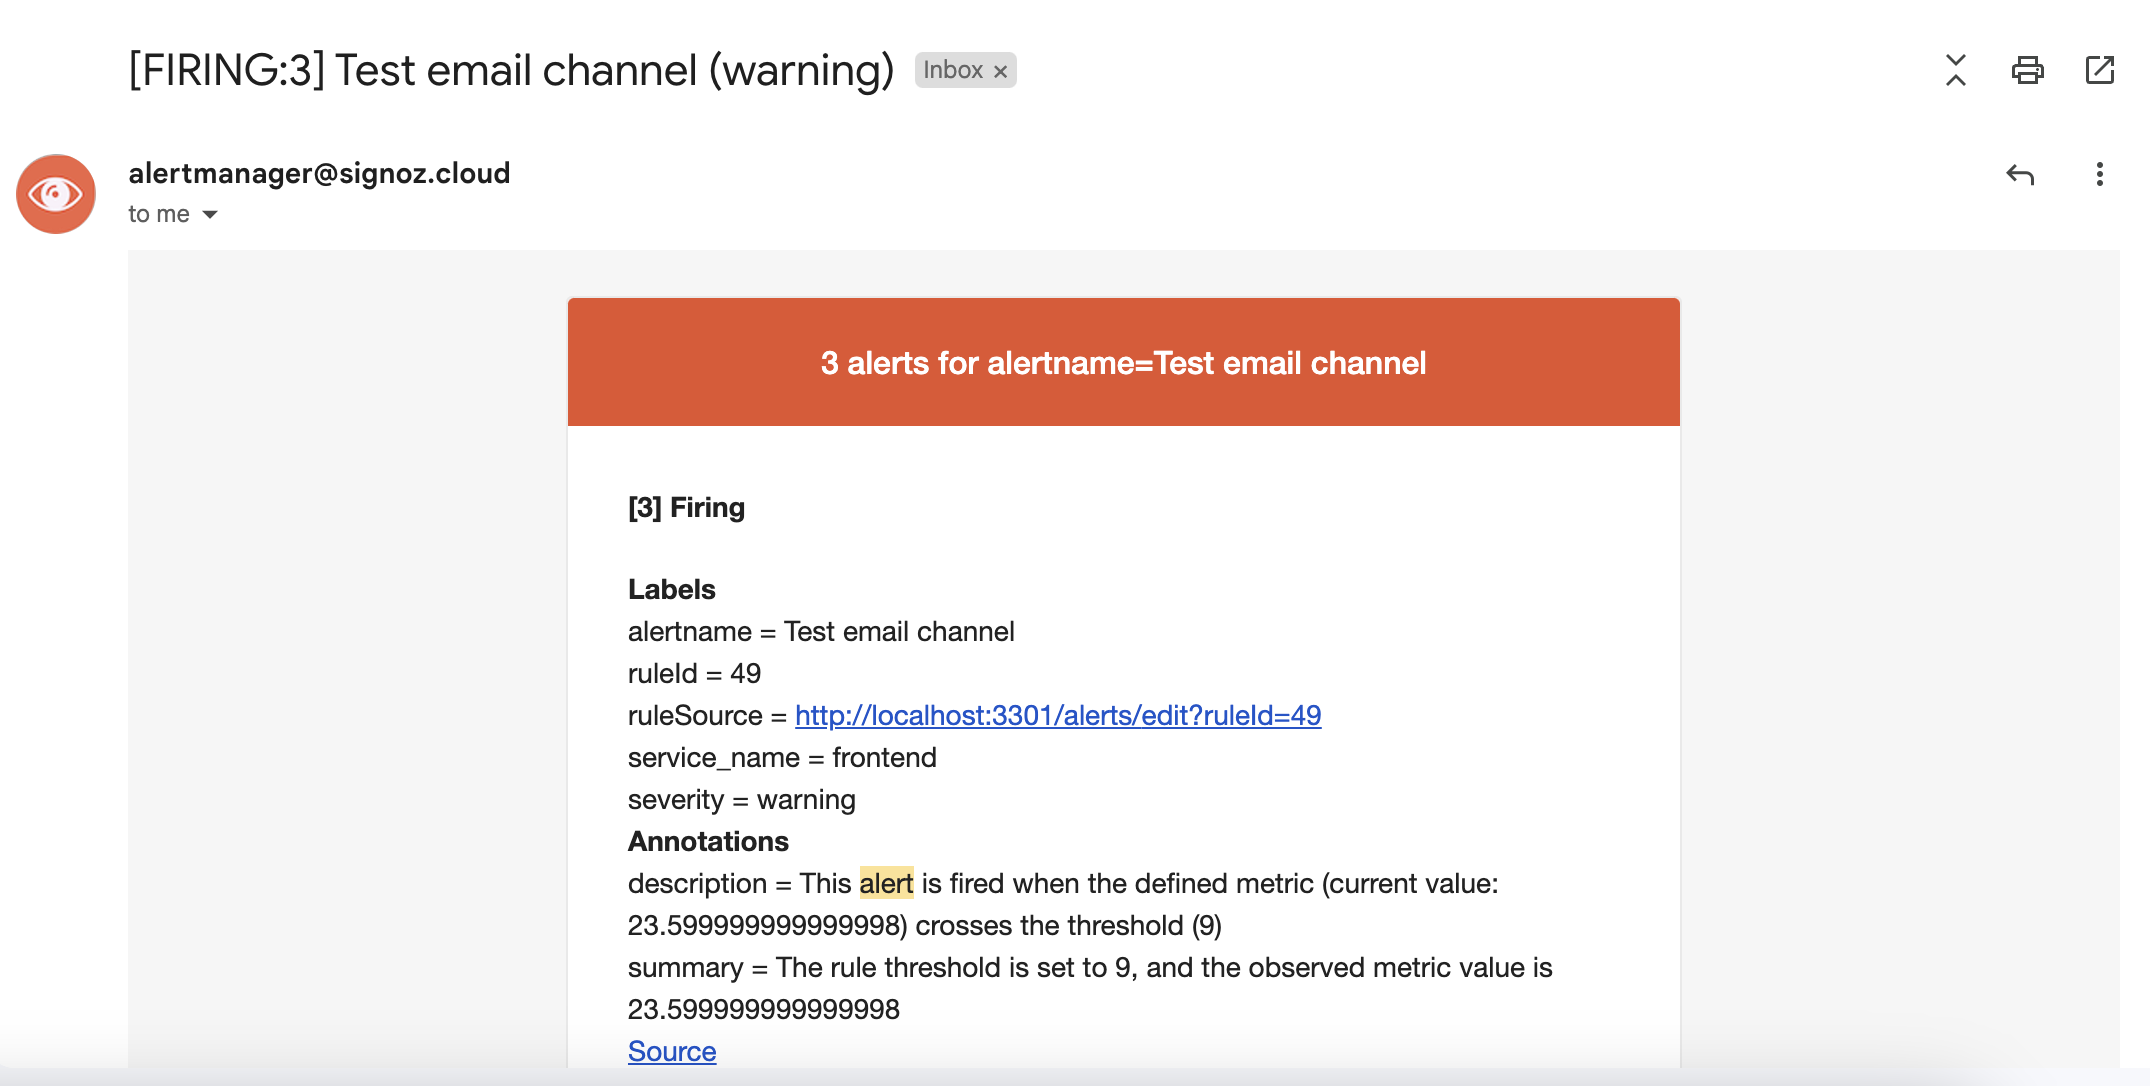 [FIRING:3] Test email channel (warning) Inbox ×
alertmanager@signoz.cloud
to me
3 alerts for alertname=Test email channel
[3] Firing
Labels
alertname = Test email channel
ruleId = 49
ruleSource = http://localhost:3301/alerts/edit?ruleId=49
service_name = frontend
severity = warning
Annotations
description = This alert is fired when the defined metric (current value:
23.599999999999998) crosses the threshold (9)
summary = The rule threshold is set to 9, and the observed metric value is
23.599999999999998
Source